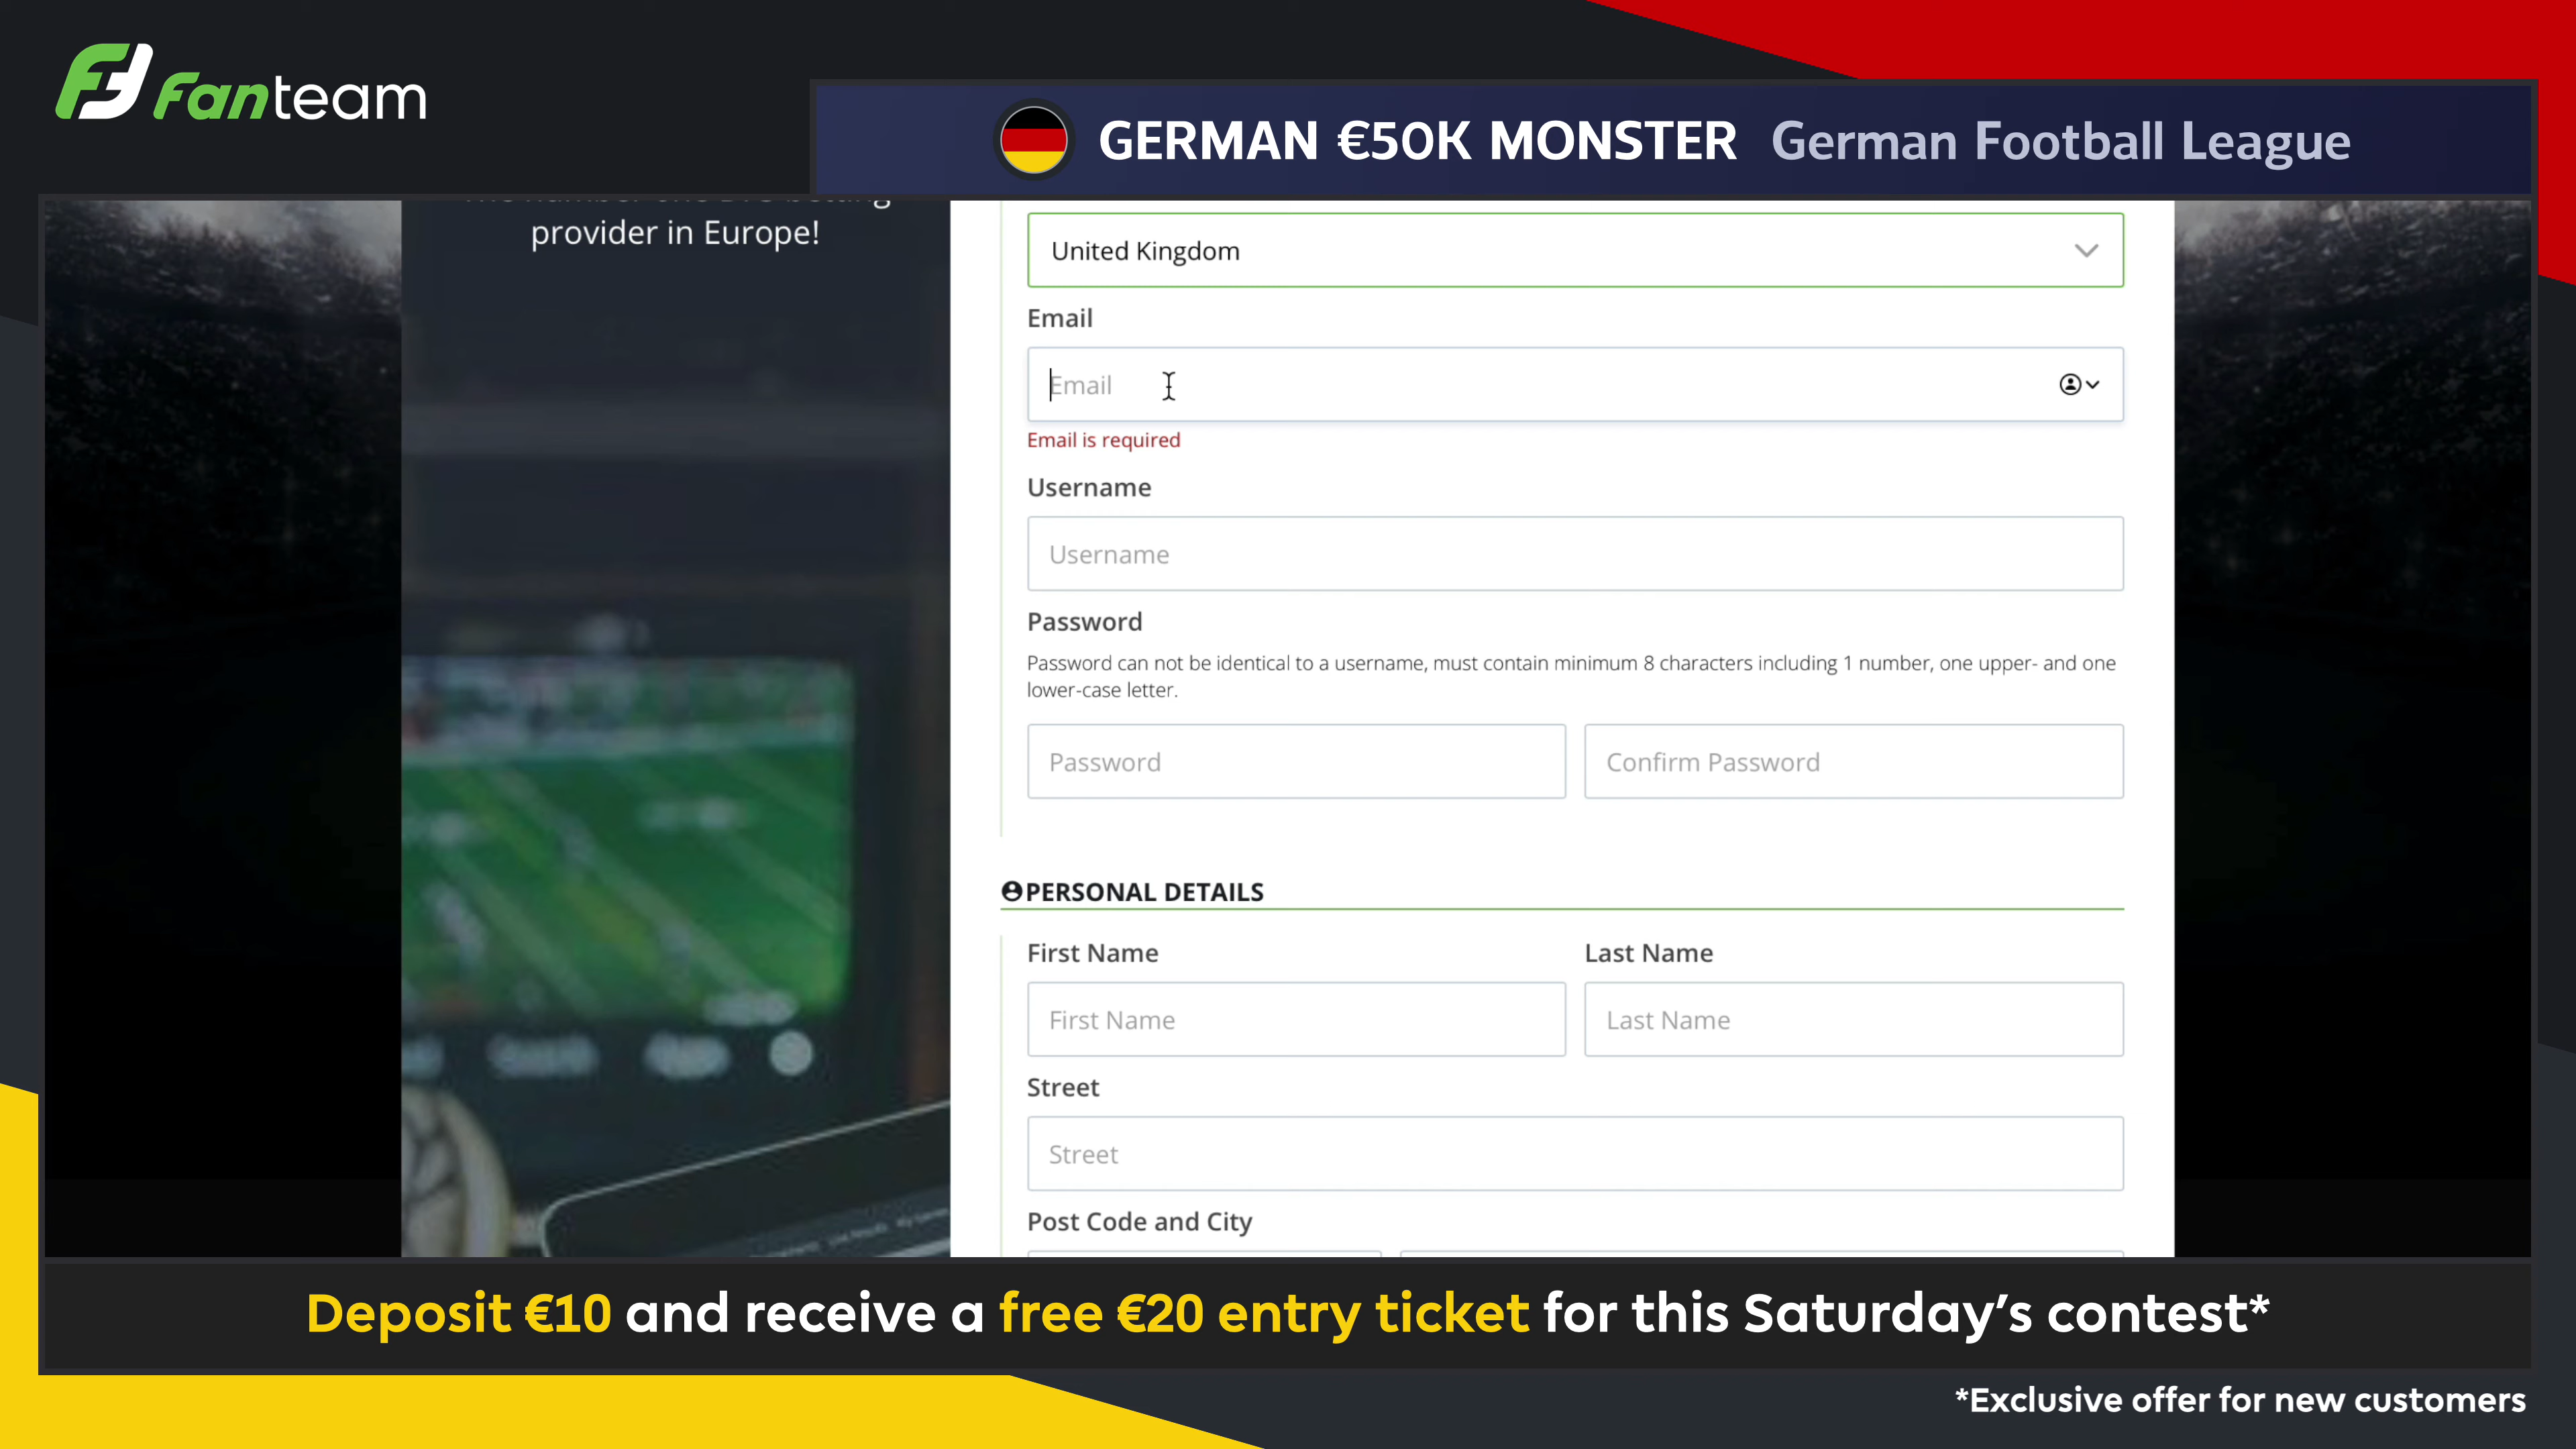 fanteam
GERMAN €50K MONSTER German Football League
provider in Europe!
United Kingdom
Email
Email
Email is required
Username
Username
Password
Password can not be identical to a username, must contain minimum 8 characters including 1 number, one upper- and one
lower-case letter.
Password Confirm Password
PERSONAL DETAILS
First Name Last Name
First Name Last Name
Street
Street
Post Code and City
Deposit €10 and receive a free €20 entry ticket for this Saturday's contest*
*Exclusive offer for new customers